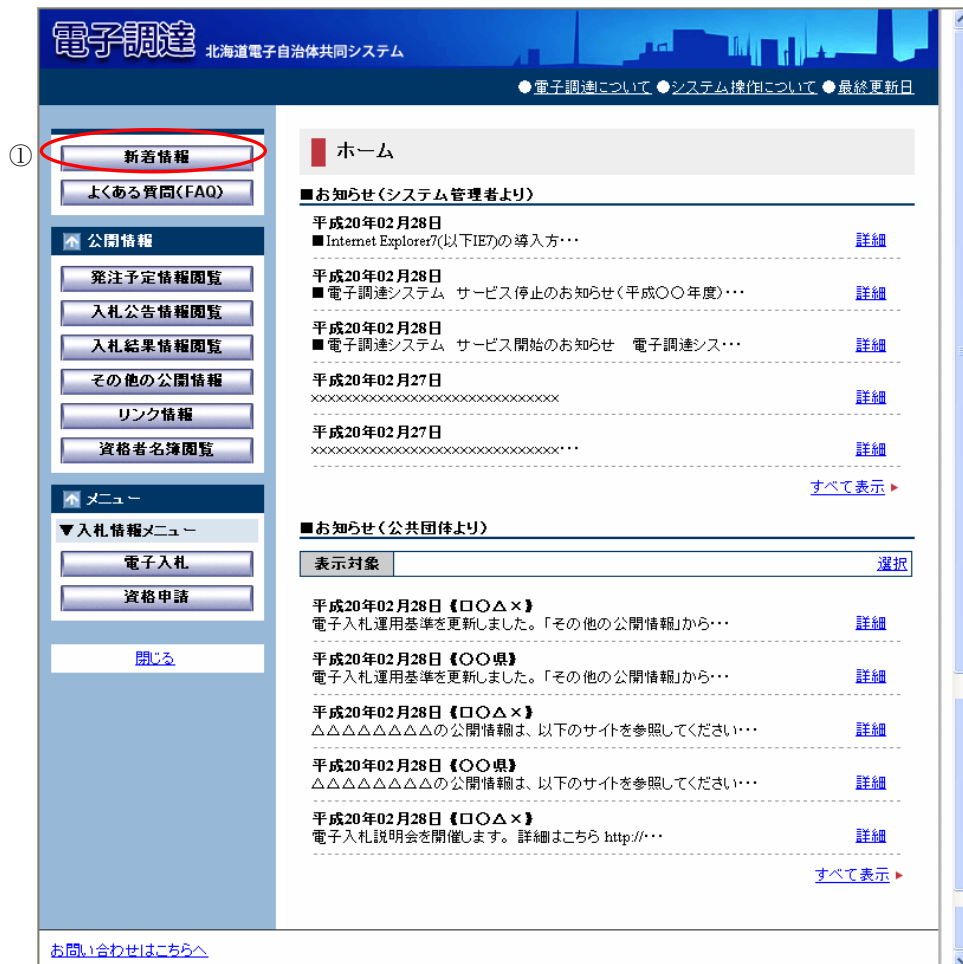 電子調達 北海道電子自治体共同システム
●電子調達について ●システム操作について ●最終更新日
①
新着情報
よくある質問(FAQ)
公開情報
発注予定情報閲覧
入札公告情報閲覧
入札結果情報閲覧
その他の公開情報
リンク情報
資格者名簿閲覧
メニュー
▼入札情報メニュー
電子入札
資格申請
閉じる
ホーム
■お知らせ(システム管理者より)
平成20年02月28日
■Internet Explorer7(以下IE7)の導入方・・・ 詳細
平成20年02月28日
■電子調達システム サービス停止のお知らせ(平成〇〇年度)・・・ 詳細
平成20年02月28日
■電子調達システム サービス開始のお知らせ 電子調達シス・・・ 詳細
平成20年02月27日
×××××××××××××××××××××××××××× 詳細
平成20年02月27日
××××××××××××××××××××××××××××・・・ 詳細
すべて表示
■お知らせ(公共団体より)
表示対象 選択
平成20年02月28日【□〇△×】
電子入札運用基準を更新しました。「その他の公開情報」から・・・ 詳細
平成20年02月28日【〇〇県】
電子入札運用基準を更新しました。「その他の公開情報」から・・・ 詳細
平成20年02月28日【□〇△×】
△△△△△△△△の公開情報は、以下のサイトを参照してください・・・ 詳細
平成20年02月28日【〇〇県】
△△△△△△△△の公開情報は、以下のサイトを参照してください・・・ 詳細
平成20年02月28日【□〇△×】
電子入札説明会を開催します。 詳細はこちら http://・・・ 詳細
すべて表示
お問い合わせはこちらへ